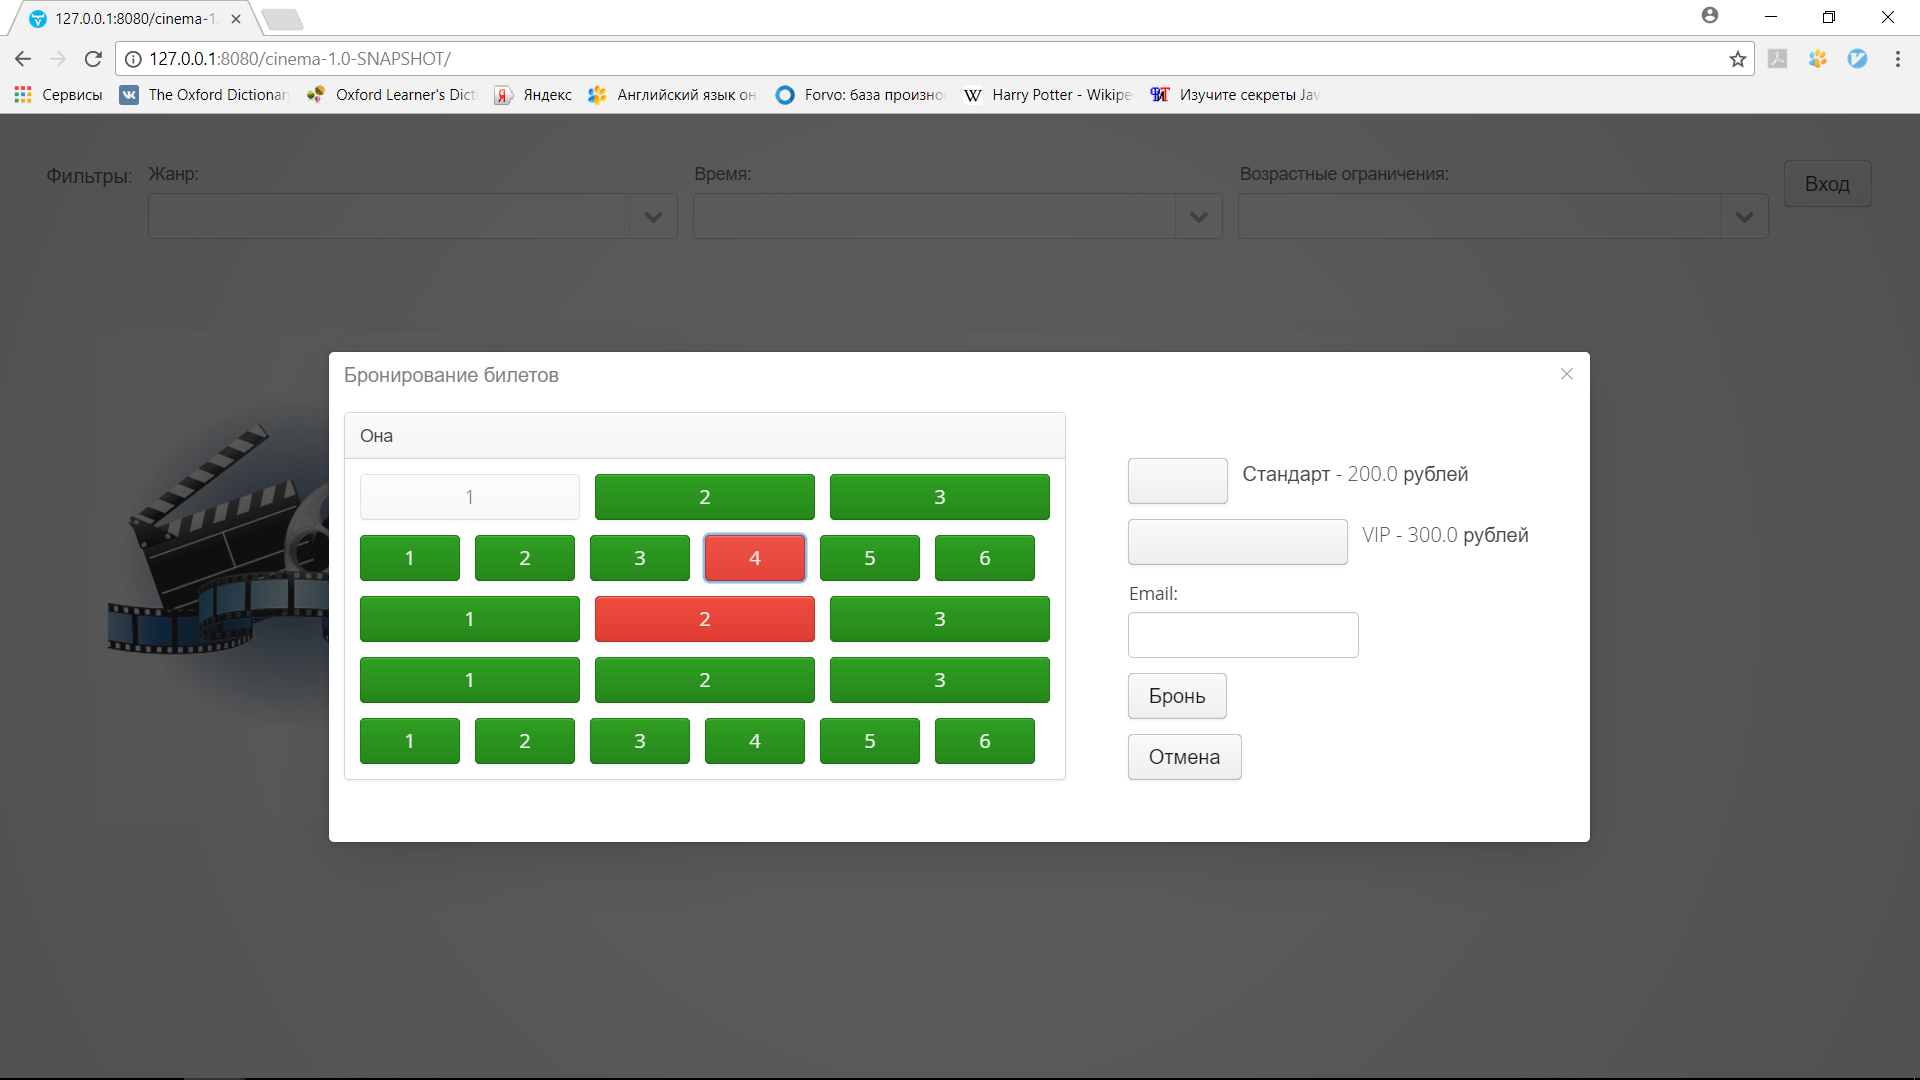 127.0.0.1:8080/cinema-1.
127.0.0.1:8080/cinema-1.0-SNAPSHOT/
Сервисы The Oxford Dictionar Oxford Learner's Dict Яндекс Английский язык он Forvo: база произно W Harry Potter - Wikipe Изучите секреты Jav
Фильтры: Жанр: Время: Возрастные ограничения: Вход
Бронирование билетов
Она
1 2 3
1 2 3 4 5 6
1 2 3
1 2 3
1 2 3 4 5 6
Стандарт - 200.0 рублей
VIP - 300.0 рублей
Email:
Бронь
Отмена